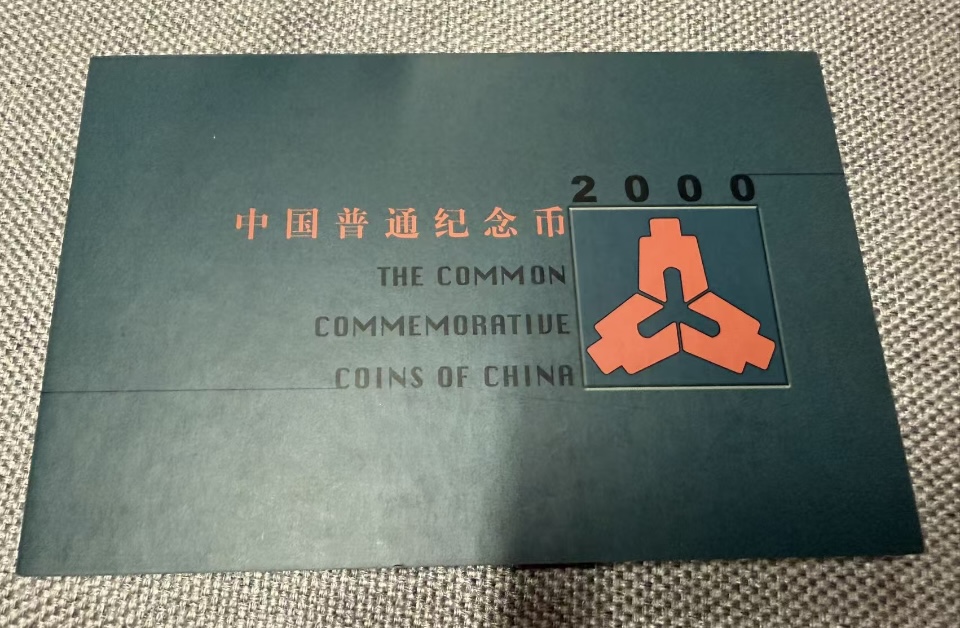 2000
中国普通纪念币
THE COMMON
COMMEMORATIVE
COINS OF CHINA